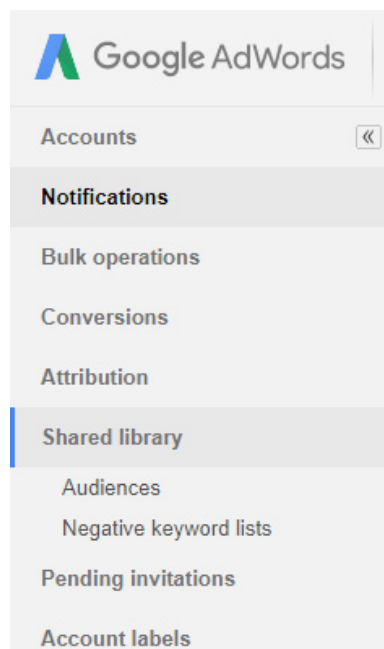 Google AdWords
Accounts
Notifications
Bulk operations
Conversions
Attribution
Shared library
Audiences
Negative keyword lists
Pending invitations
Account labels